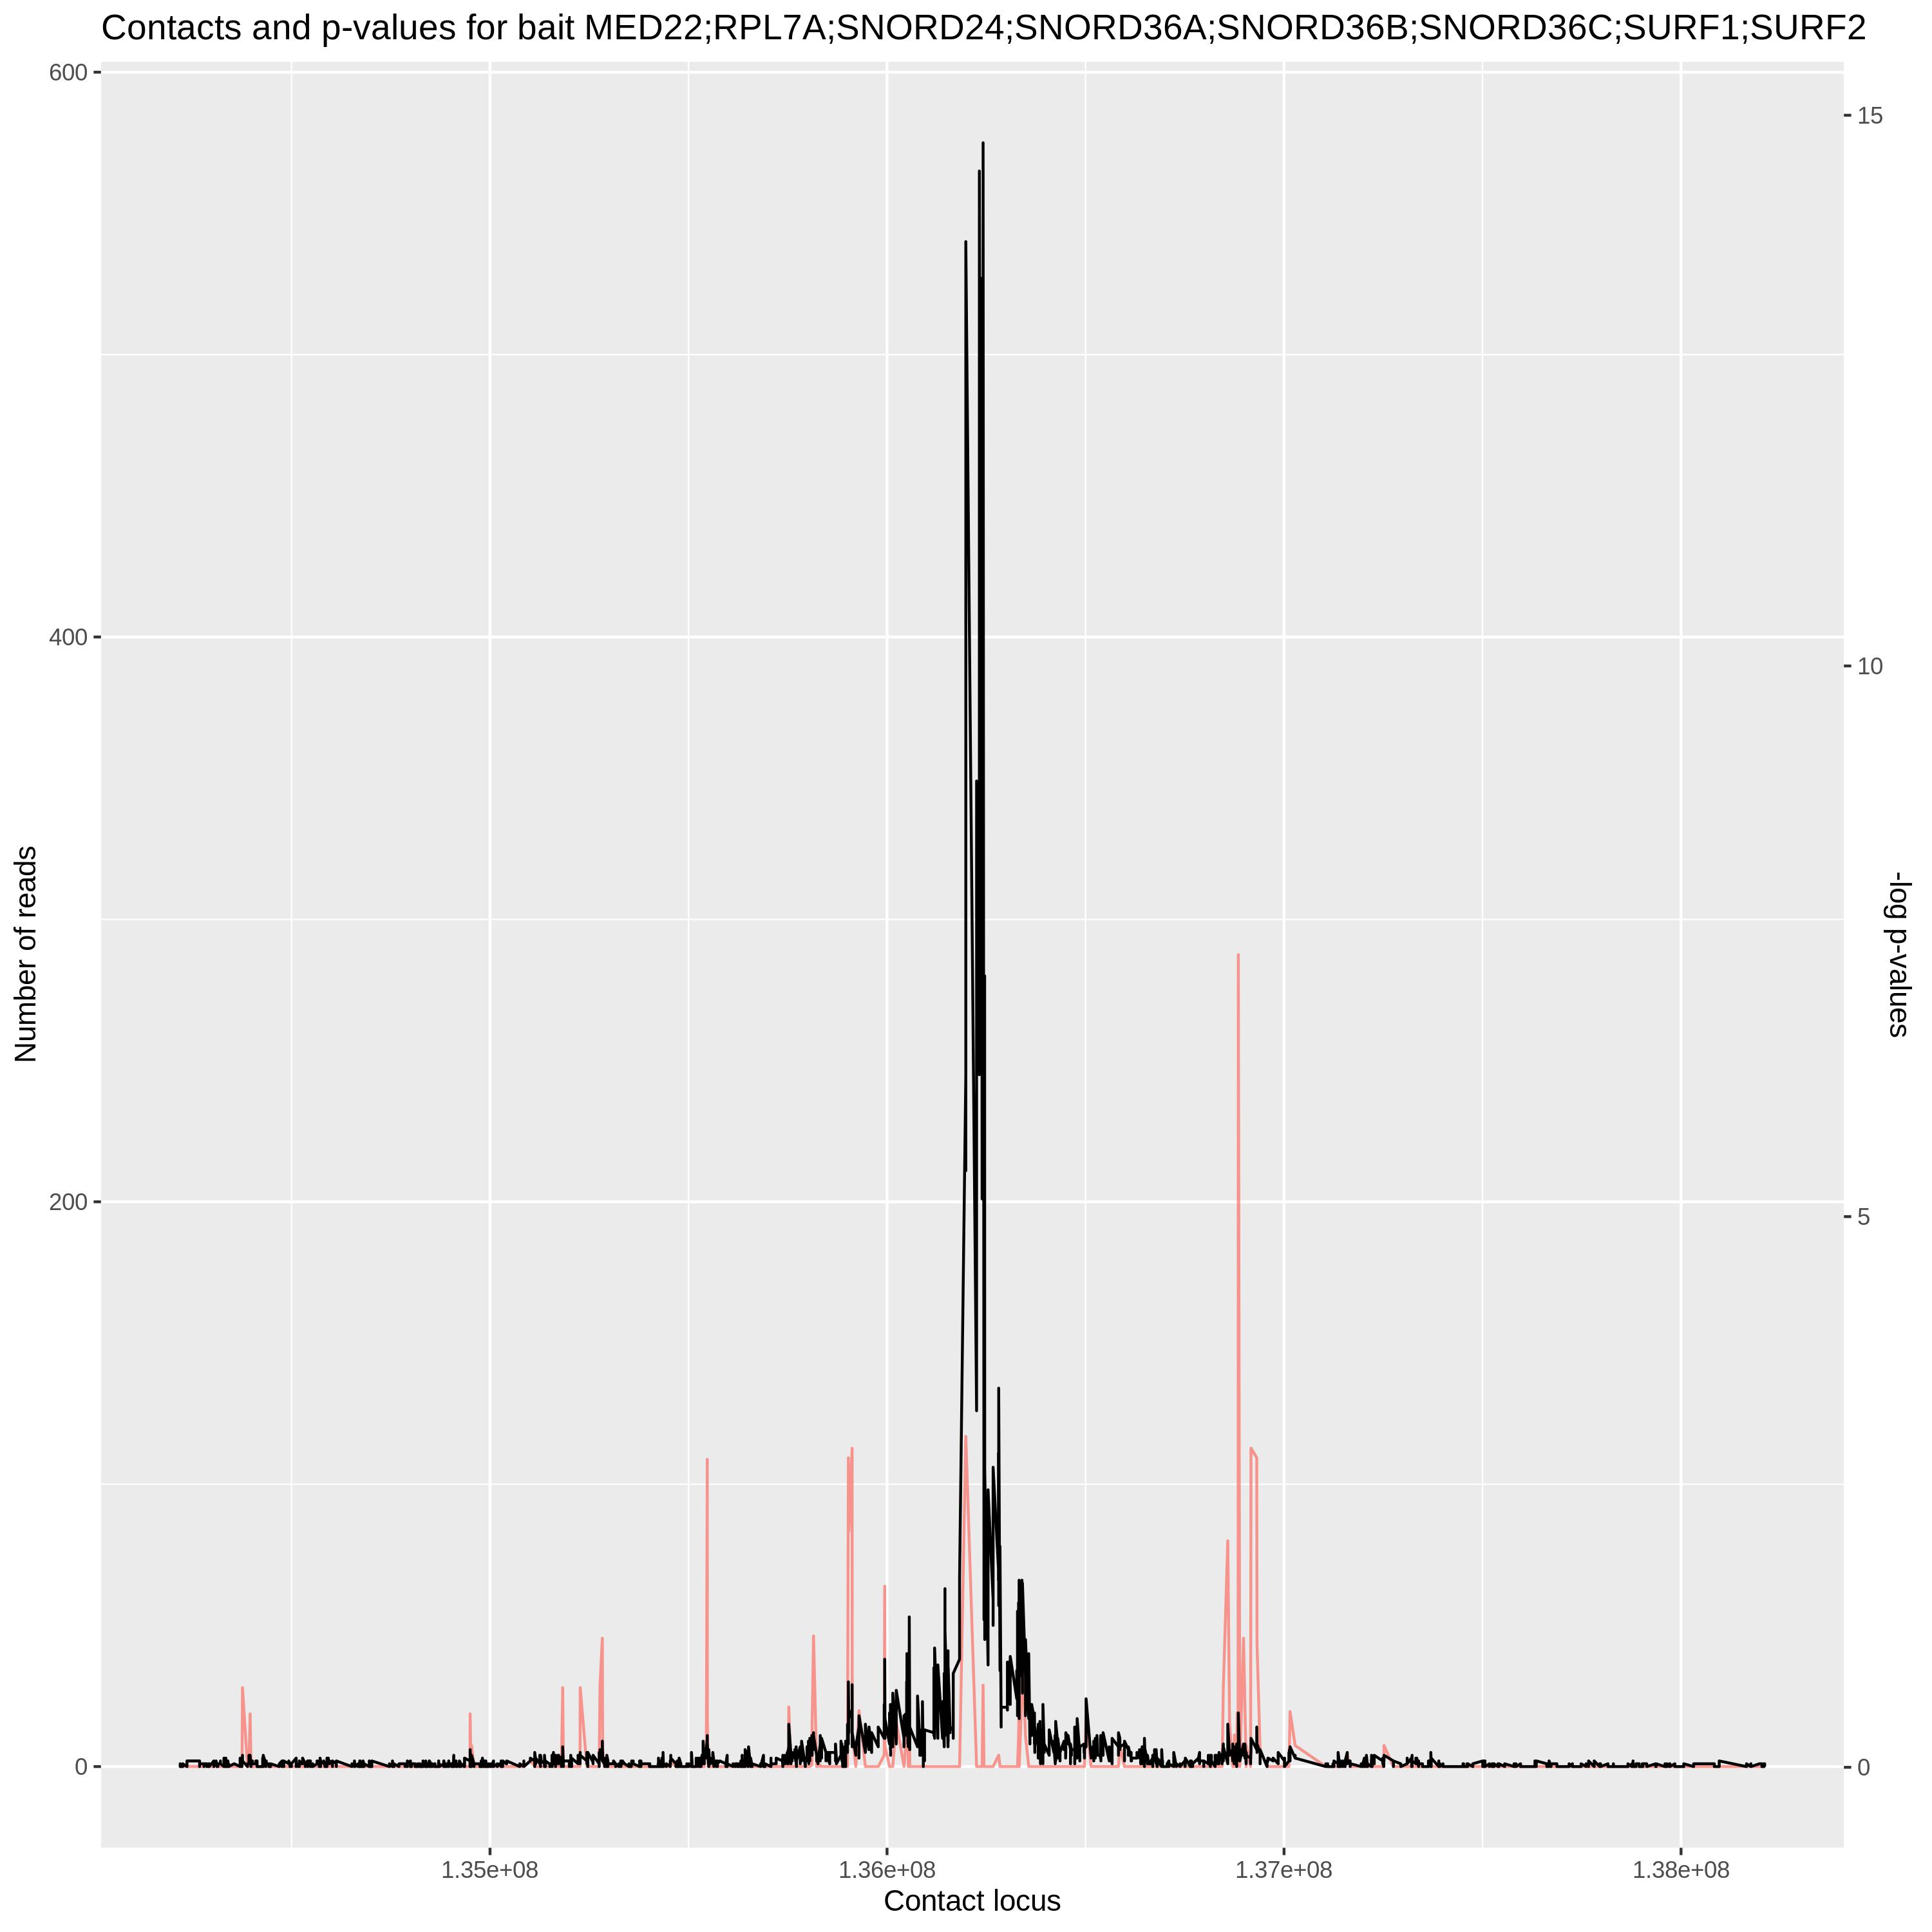 Contacts and p-values for bait MED22;RPL7A;SNORD24;SNORD36A;SNORD36B;SNORD36C;SURF1;SURF2
600
400
200
0
Number of reads
15
10
5
0
-log p-values
1.35e+08
1.36e+08
1.37e+08
1.38e+08
Contact locus